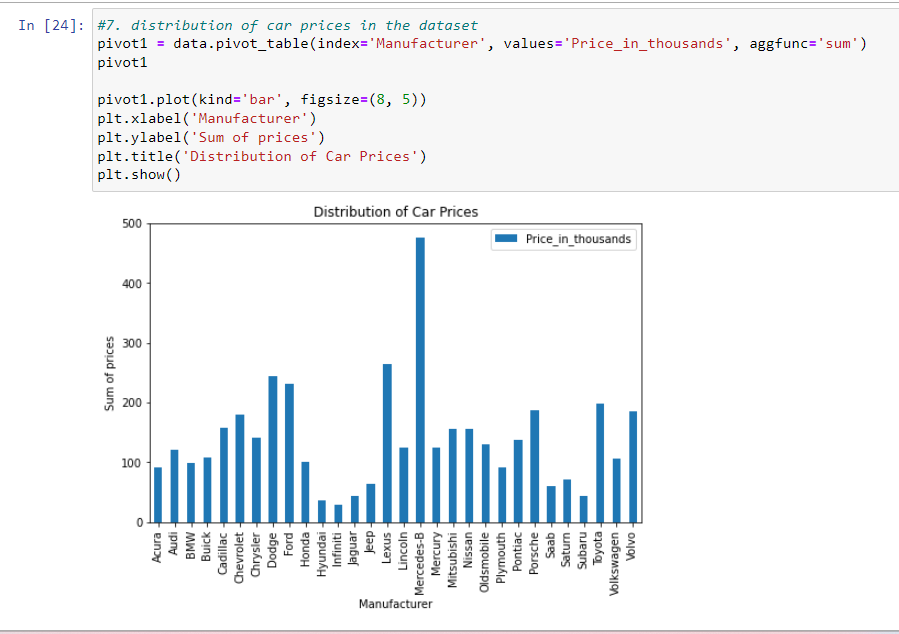 In [24]:
#7. distribution of car prices in the dataset
pivot1 = data.pivot_table(index='Manufacturer', values='Price_in_thousands', aggfunc='sum')
pivot1
pivot1.plot(kind='bar', figsize=(8, 5))
plt.xlabel('Manufacturer')
plt.ylabel('Sum of prices')
plt.title('Distribution of Car Prices')
plt.show()
Distribution of Car Prices
Price_in_thousands
500
400
300
200
100
0
Sum of prices
Acura
Audi
BMW
Buick
Cadillac
Chevrolet
Chrysler
Dodge
Ford
Honda
Hyundai
Infiniti
Jaguar
Jeep
Lexus
Lincoln
Mercedes-B
Mercury
Mitsubishi
Nissan
Oldsmobile
Plymouth
Pontiac
Porsche
Saab
Saturn
Subaru
Toyota
Volkswagen
Volvo
Manufacturer